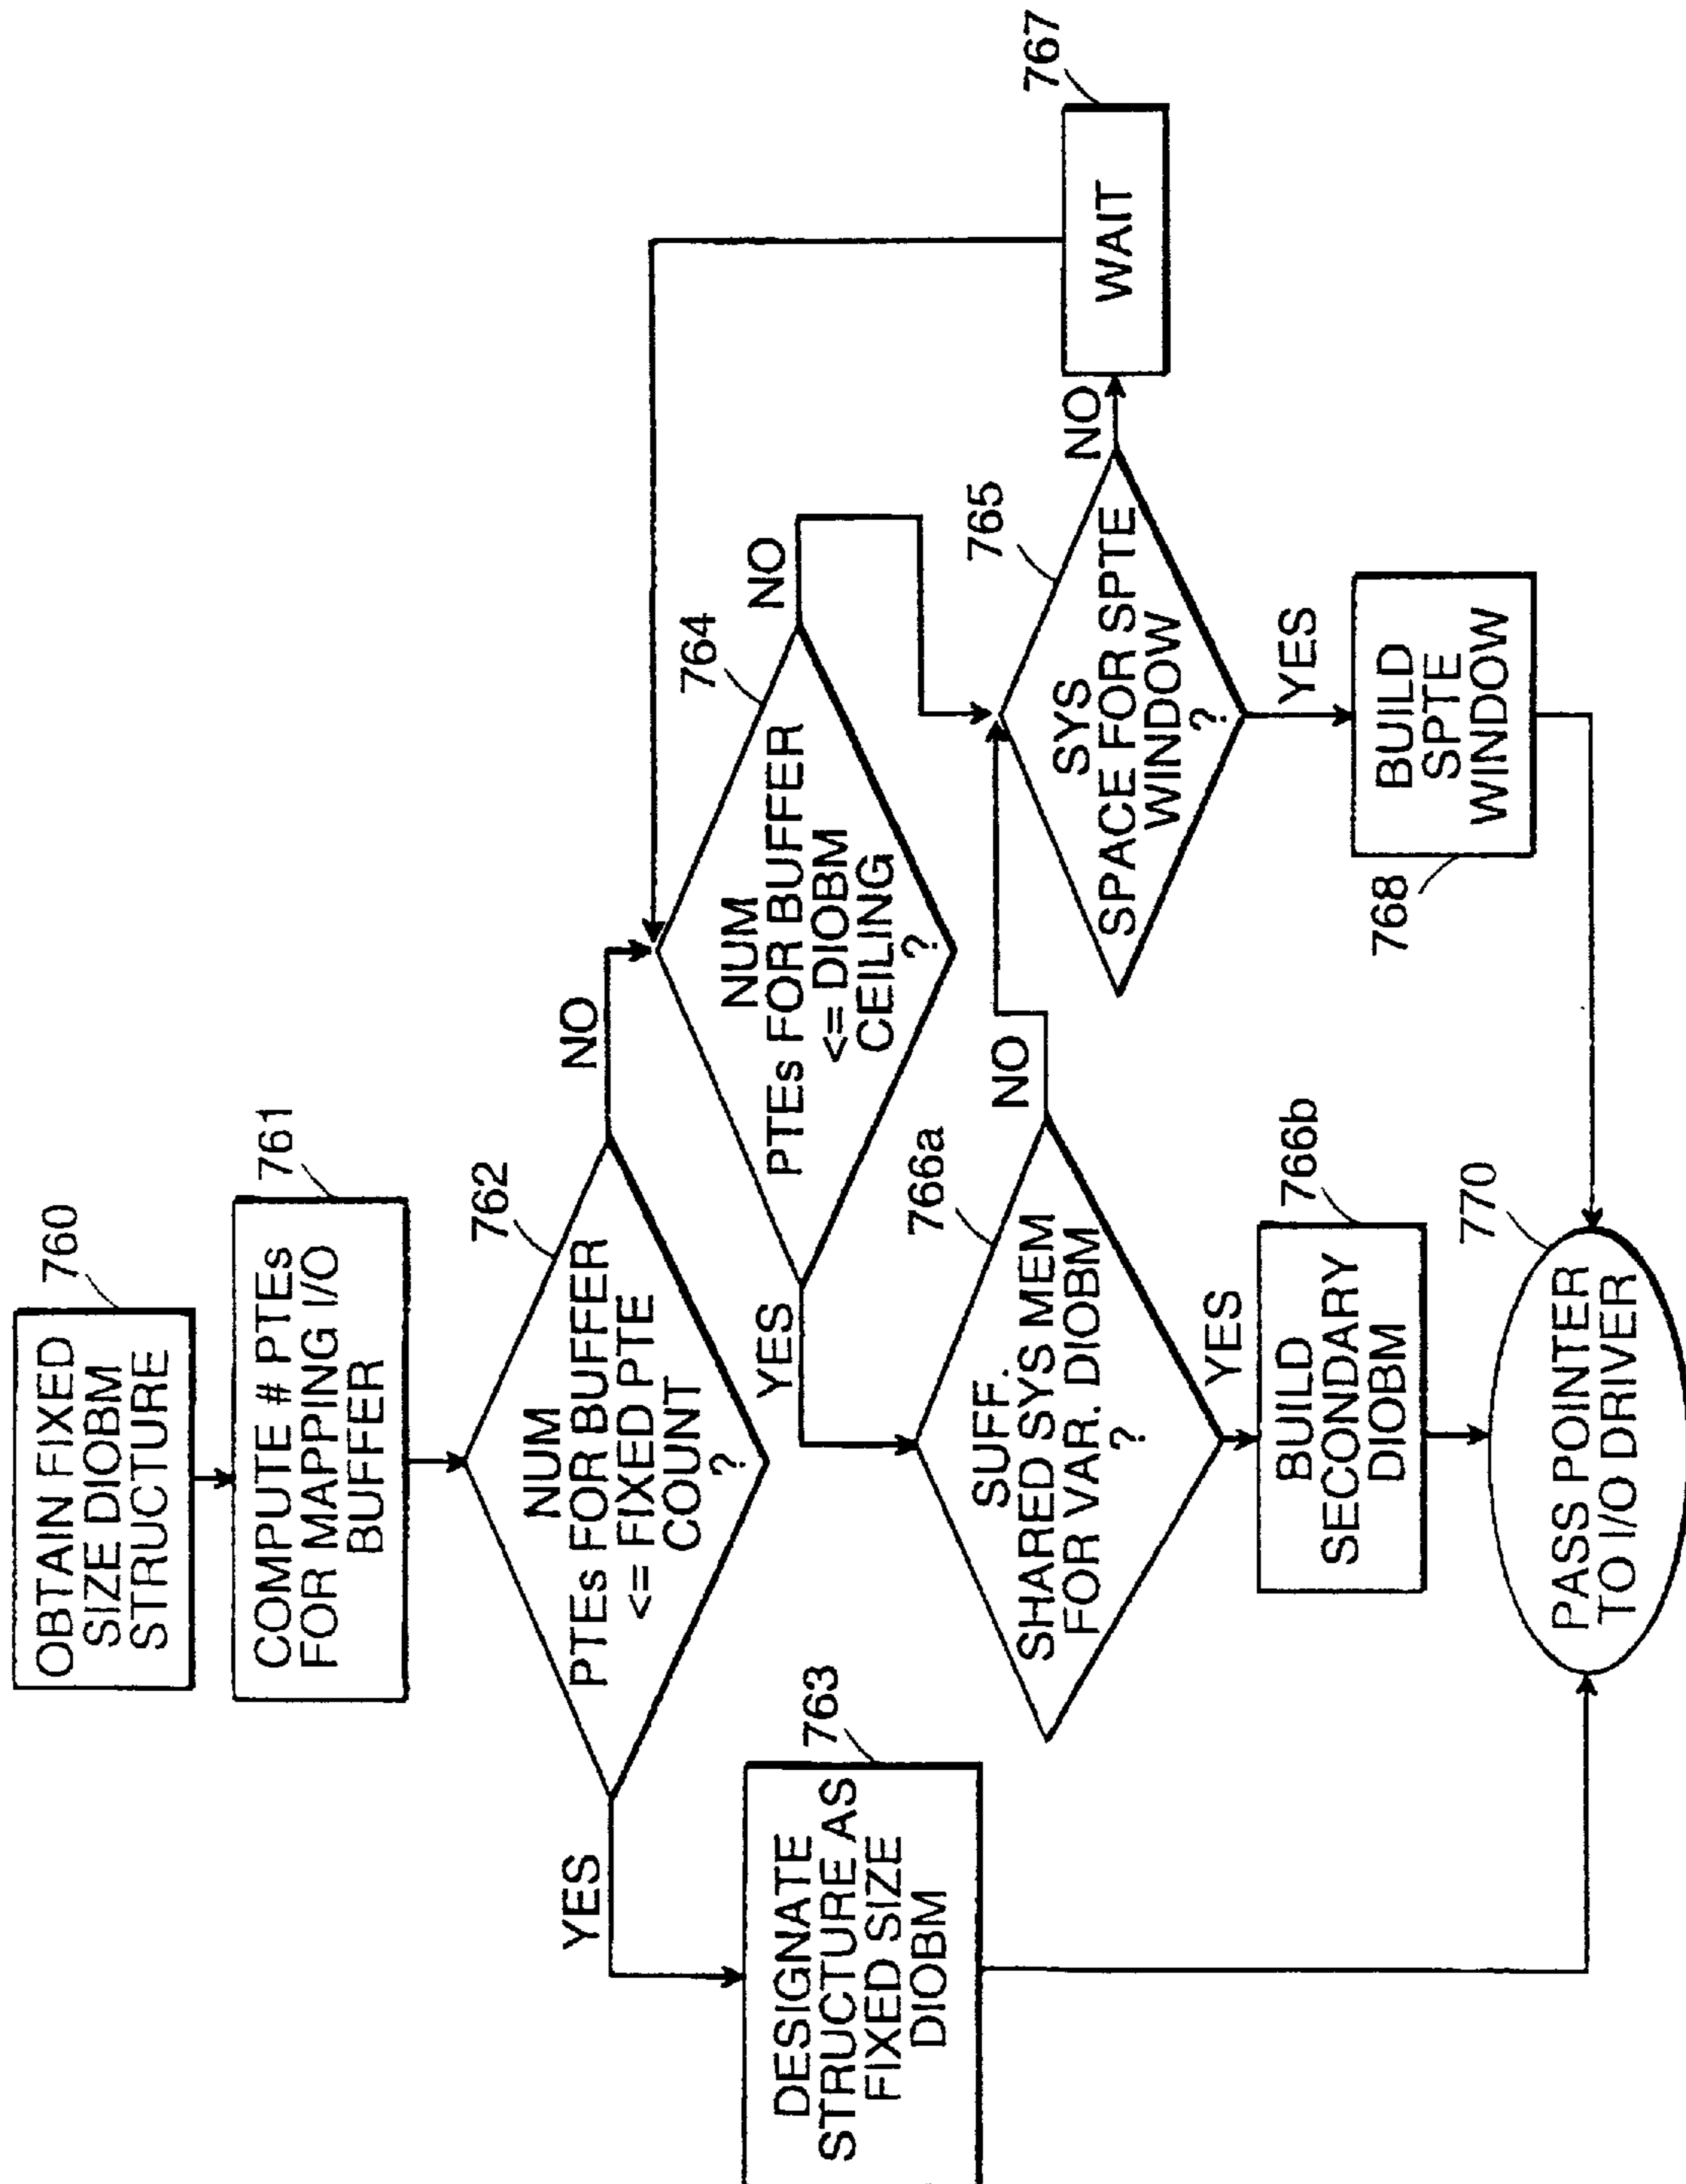 760
OBTAIN FIXED
SIZE DIOBM
STRUCTURE
761
COMPUTE # PTEs
FOR MAPPING I/O
BUFFER
762
NUM
PTEs FOR BUFFER
<= FIXED PTE
COUNT
?
YES
NO
763
DESIGNATE
STRUCTURE AS
FIXED SIZE
DIOBM
764
NUM
PTEs FOR BUFFER
<= DIOBM
CEILING
?
YES
NO
766a
SUFF.
SHARED SYS MEM
FOR VAR. DIOBM
?
NO
YES
765
SYS
SPACE FOR SPTE
WINDOW
?
NO
YES
767
WAIT
766b
BUILD
SECONDARY
DIOBM
768
BUILD
SPTE
WINDOW
770
PASS POINTER
TO I/O DRIVER